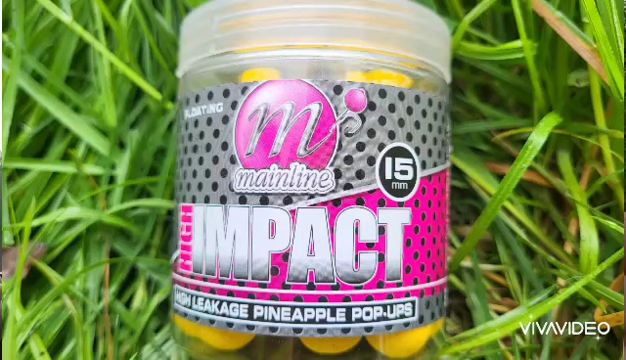 FLOATING
m
mainline
15
mm
HIGH IMPACT
HIGH LEAKAGE PINEAPPLE POP-UPS
VIVAVIDEO